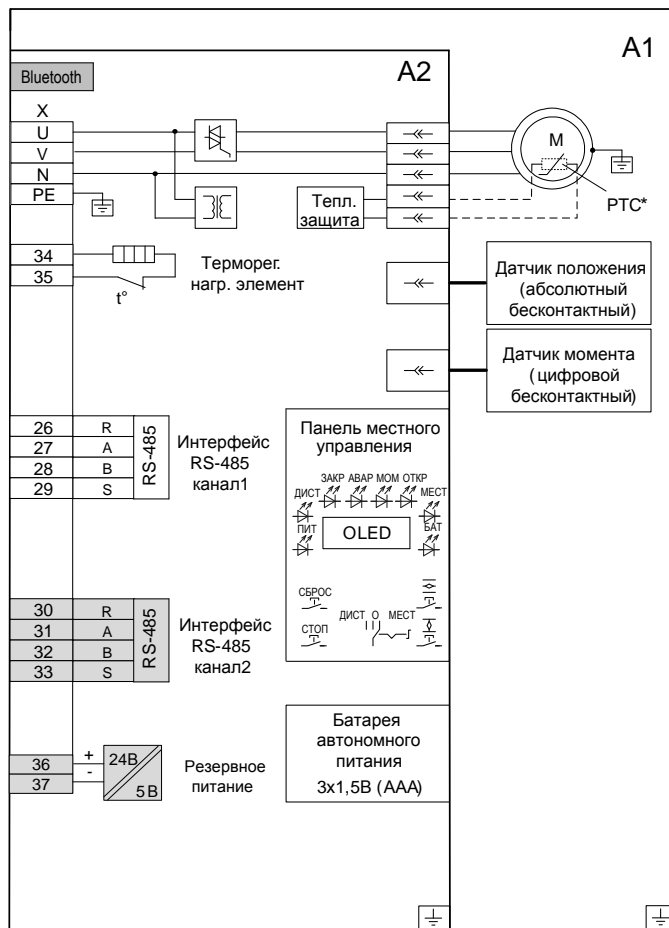 A1
A2
Bluetooth
X
U
V
N
PE
M
PTC*
Тепл.
защита
34
35
t°
Терморег.
нагр. элемент
Датчик положения
(абсолютный
бесконтактный)
Датчик момента
( цифровой
бесконтактный)
26 R
27 A
28 B
29 S
RS-485
Интерфейс
RS-485
канал1
Панель местного
управления
ЗАКР АВАР МОМ ОТКР
ДИСТ МЕСТ
ПИТ OLED БАТ
СБРОС
ДИСТ О МЕСТ
СТОП
30 R
31 A
32 B
33 S
RS-485
Интерфейс
RS-485
канал2
36 +
37 -
24В
5В
Резервное
питание
Батарея
автономного
питания
3х1,5В (ААА)